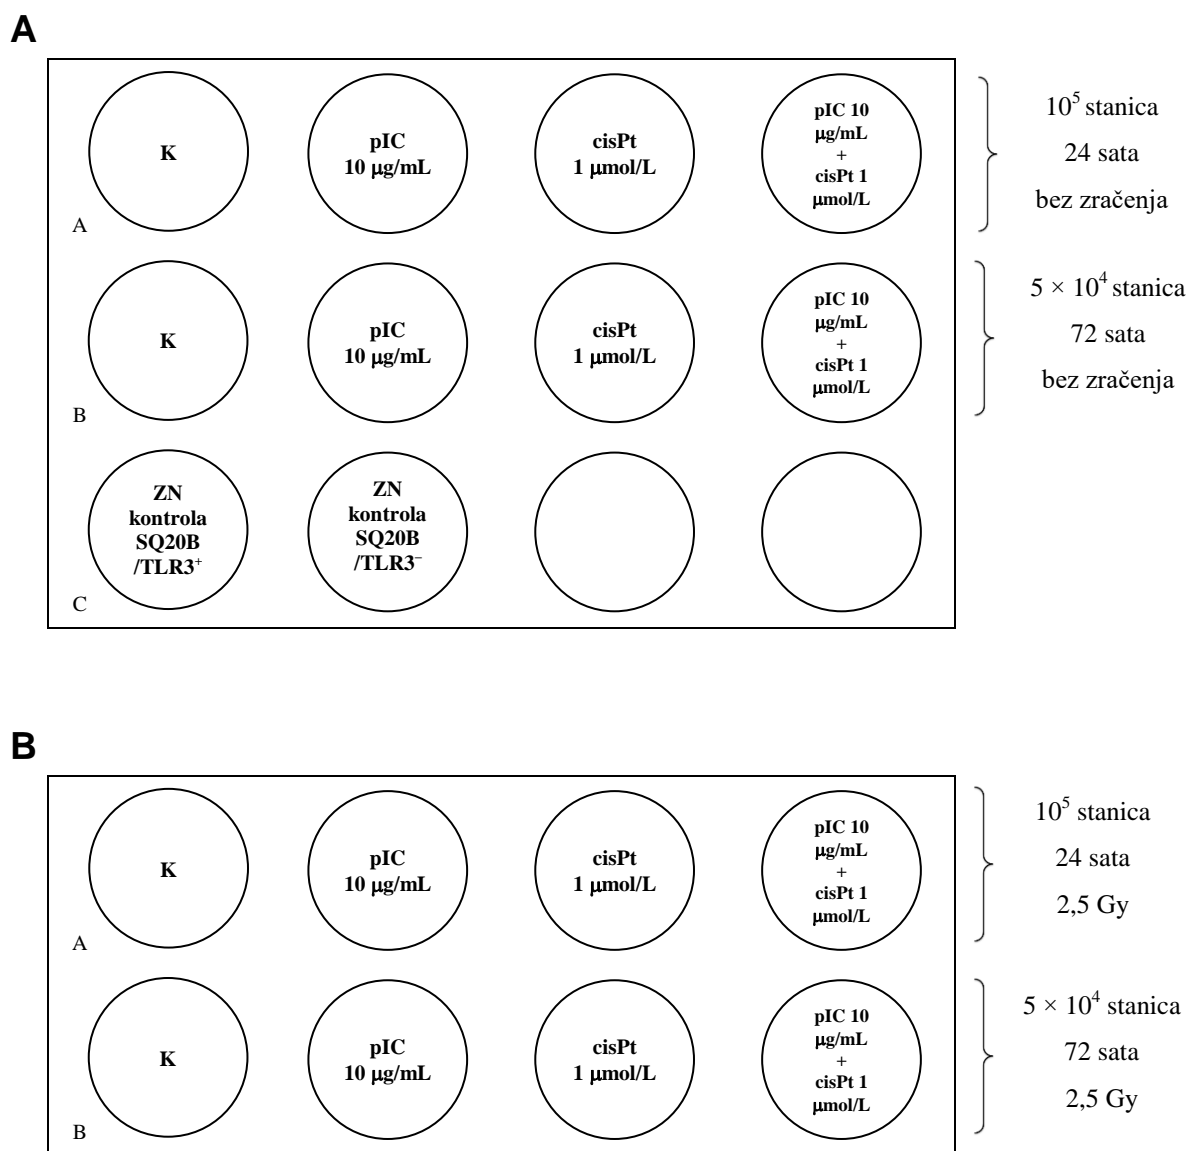 A
K
pIC
10 µg/mL
cisPt
1 µmol/L
pIC 10
µg/mL
+
cisPt 1
µmol/L
A
10⁵ stanica
24 sata
bez zračenja
K
pIC
10 µg/mL
cisPt
1 µmol/L
pIC 10
µg/mL
+
cisPt 1
µmol/L
B
5 × 10⁴ stanica
72 sata
bez zračenja
ZN
kontrola
SQ20B
/TLR3⁺
ZN
kontrola
SQ20B
/TLR3⁻
C
B
K
pIC
10 µg/mL
cisPt
1 µmol/L
pIC 10
µg/mL
+
cisPt 1
µmol/L
A
10⁵ stanica
24 sata
2,5 Gy
K
pIC
10 µg/mL
cisPt
1 µmol/L
pIC 10
µg/mL
+
cisPt 1
µmol/L
B
5 × 10⁴ stanica
72 sata
2,5 Gy